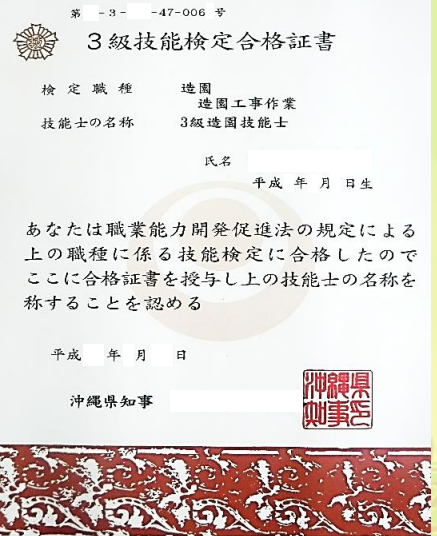 第 -3- -47-006 号
3級技能検定合格証書
検定職種 造園
造園工事作業
技能士の名称 3級造園技能士
氏名
平成 年 月 日生
あなたは職業能力開発促進法の規定による
上の職種に係る技能検定に合格したので
ここに合格証書を授与し上の技能士の名称を
称することを認める
平成 年 月 日
沖縄県知事
沖縄県知事印